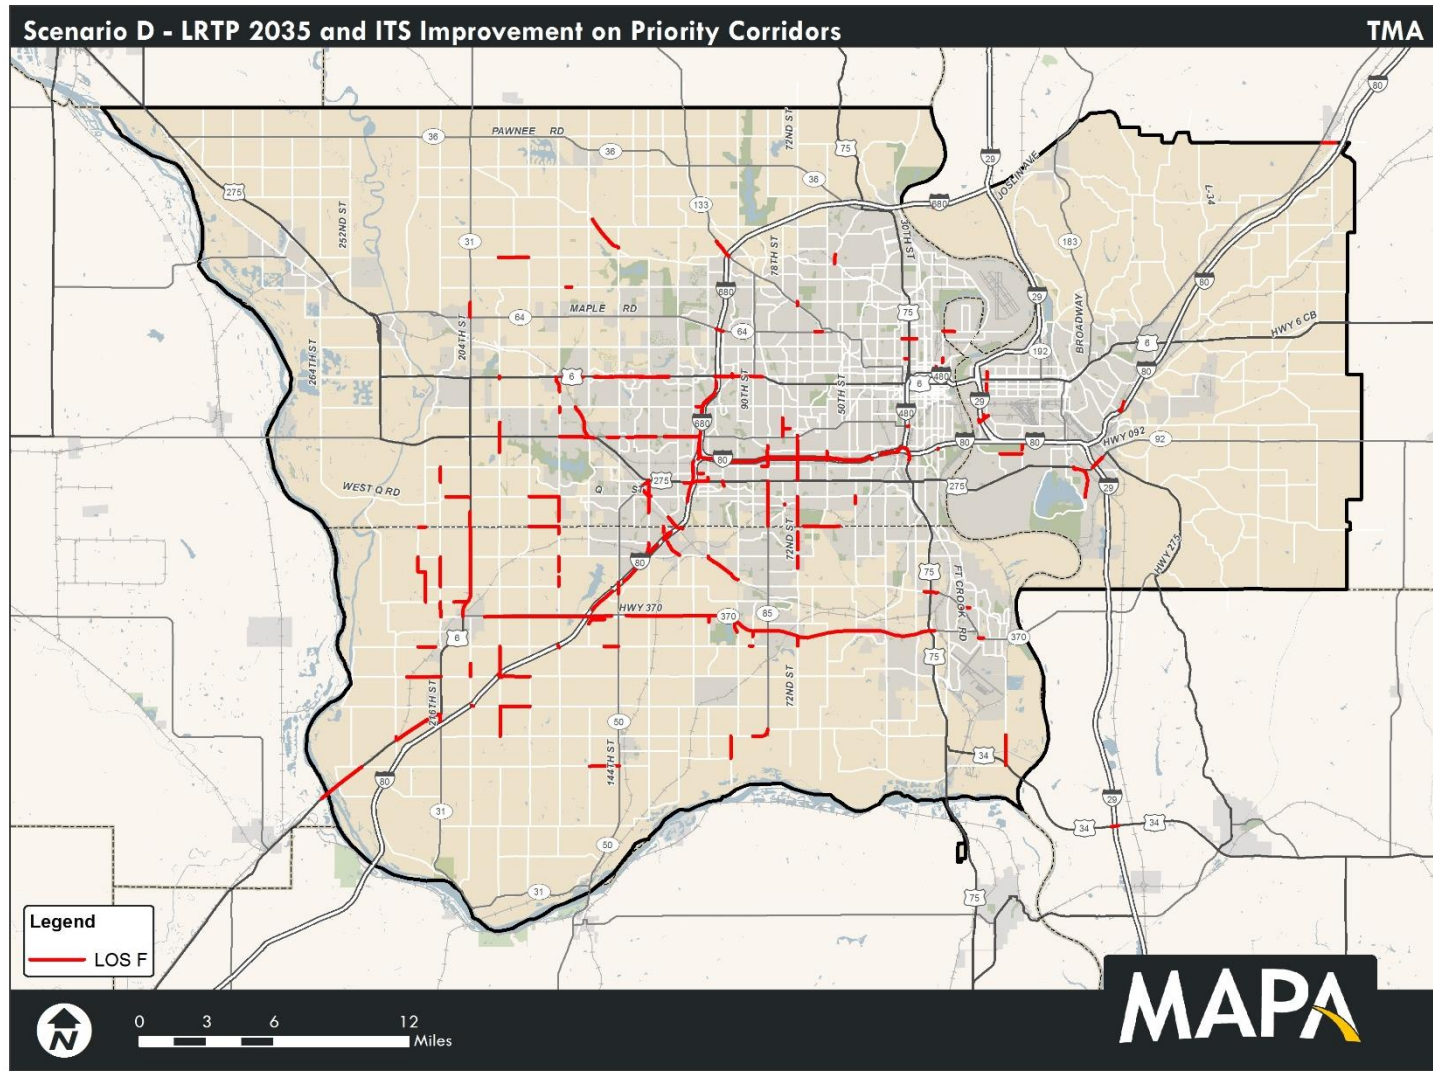 Scenario D - LRTP 2035 and ITS Improvement on Priority Corridors
TMA
80
PAWNEE RD
36
36
72ND ST
75
29
JOSLIN AVE
275
36
L-34
252ND ST
133
680
31
30TH ST
183
78TH ST
80
680
29
MAPLE RD
64
75
BROADWAY
HWY 6 CB
64
204TH ST
6
192
264TH ST
80
6
90TH ST
50TH ST
480
6
29
680
480
HWY 092
92
80
80
80
WEST Q RD
Q ST
275
275
29
72ND ST
HWY 275
80
75
FT CROOK RD
HWY 370
370
85
6
370
75
72ND ST
216TH ST
50
144TH ST
34
80
29
31
34
34
50
31
75
Legend
LOS F
MAPA
N
0 3 6 12
Miles